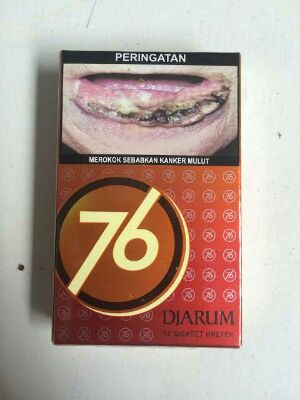 PERINGATAN
MEROKOK SEBABKAN KANKER MULUT
76
DJARUM
12 SIGARET KRETEK